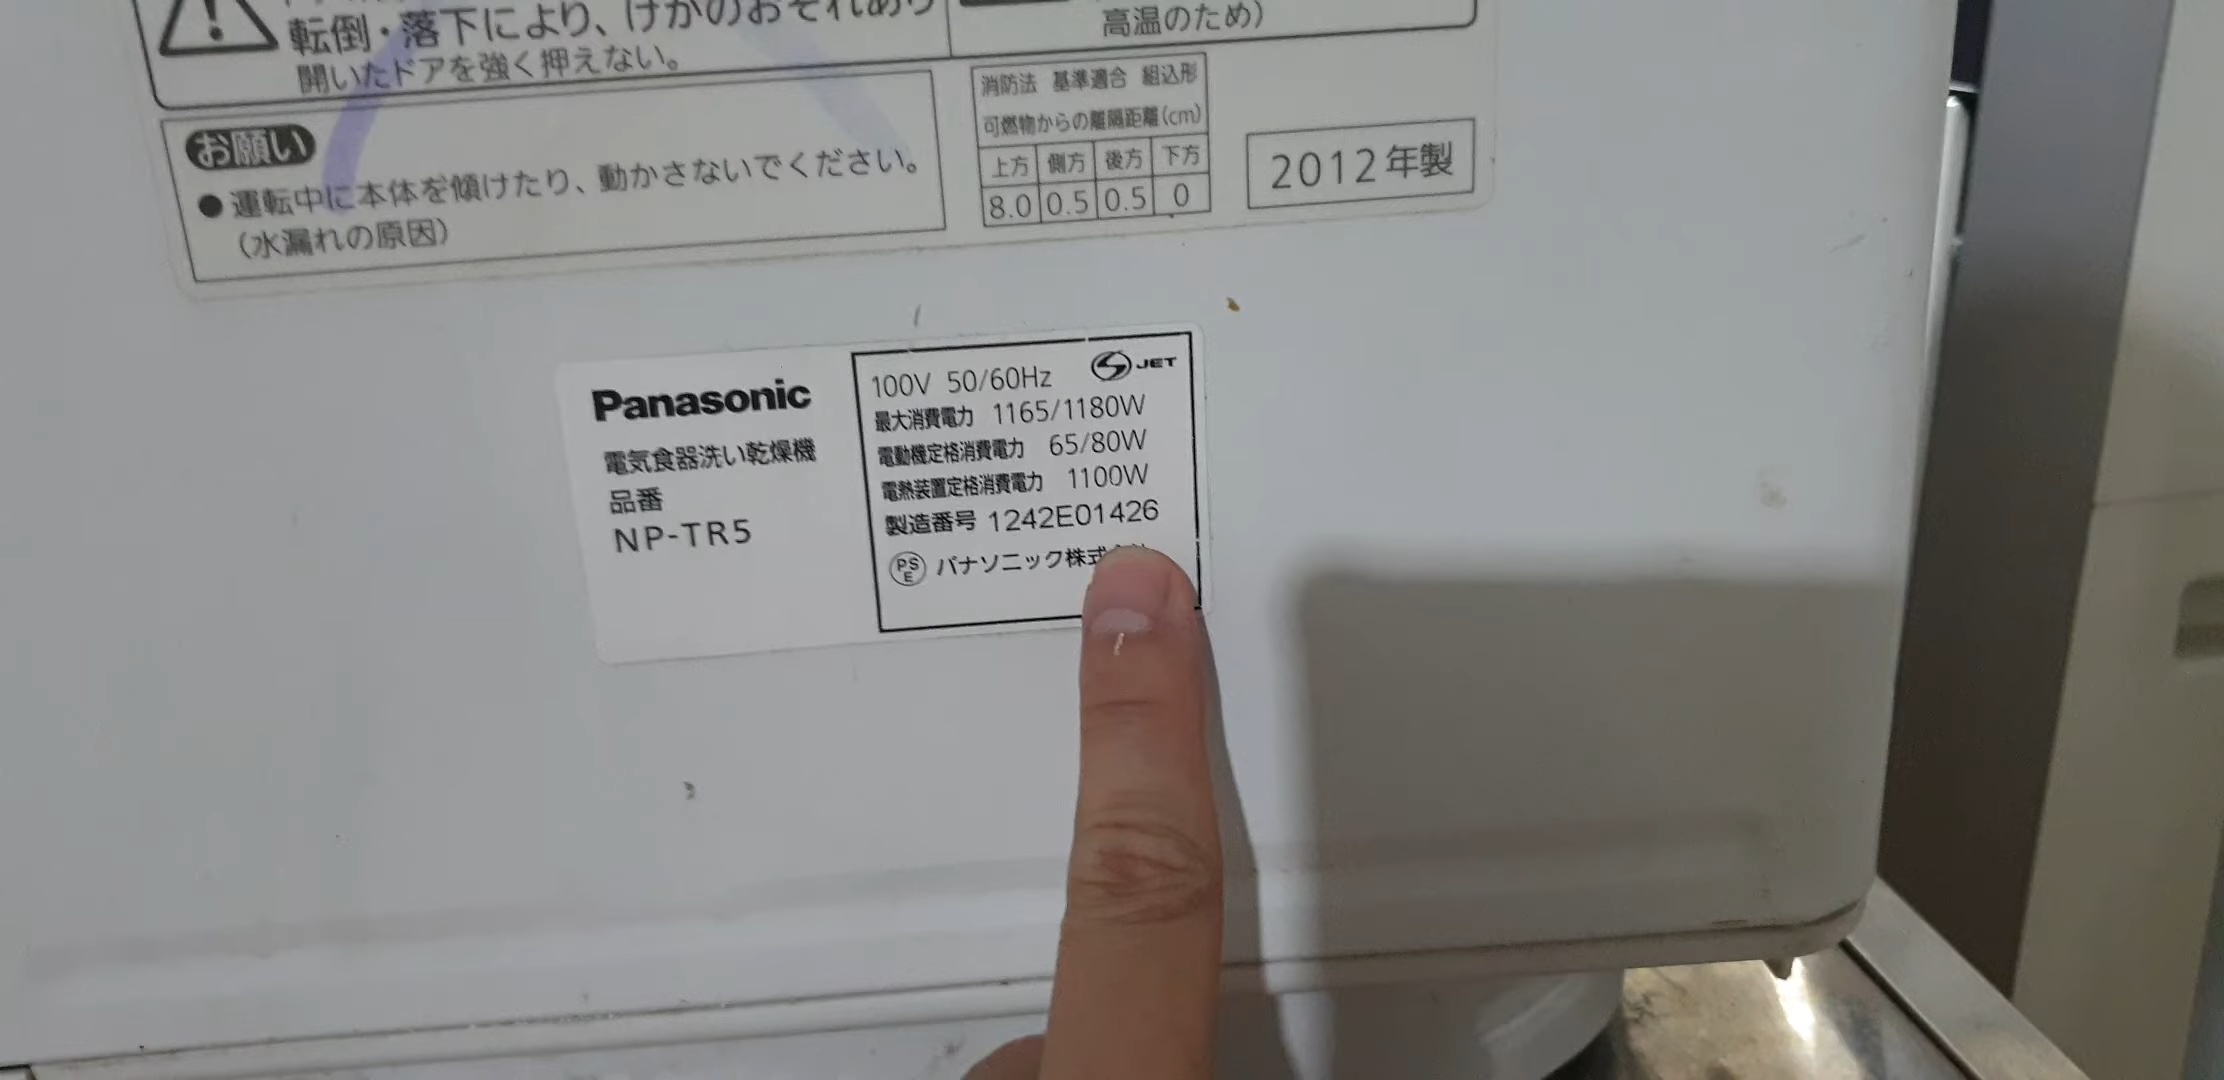 転倒・落下により、けがのおそれあり
開いたドアを強く押えない。
高温のため）
お願い
●運転中に本体を傾けたり、動かさないでください。
（水漏れの原因）
消防法 基準適合 組込形
可燃物からの離隔距離(cm)
上方 側方 後方 下方
8.0 0.5 0.5 0
2012年製
Panasonic
電気食器洗い乾燥機
品番
NP-TR5
100V 50/60Hz JET
最大消費電力 1165/1180W
電動機定格消費電力 65/80W
電熱装置定格消費電力 1100W
製造番号 1242E01426
PSE パナソニック株式